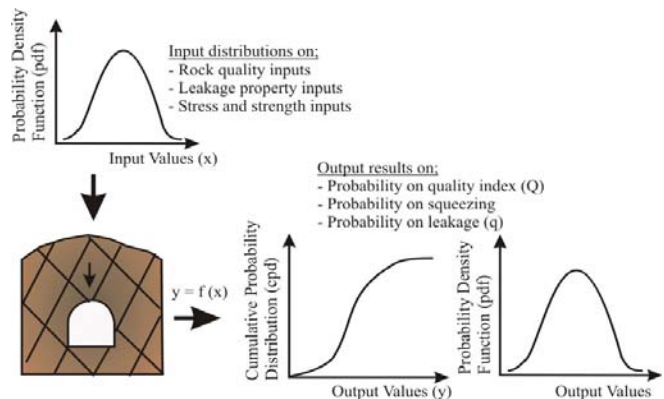 Probability Density
Function (pdf)
Input distributions on;
- Rock quality inputs
- Leakage property inputs
- Stress and strength inputs
Input Values (x)
Output results on;
- Probability on quality index (Q)
- Probability on squeezing
- Probability on leakage (q)
y = f (x)
Cumulative Probability
Distribution (cpd)
Output Values (y)
Probability Density
Function (pdf)
Output Values